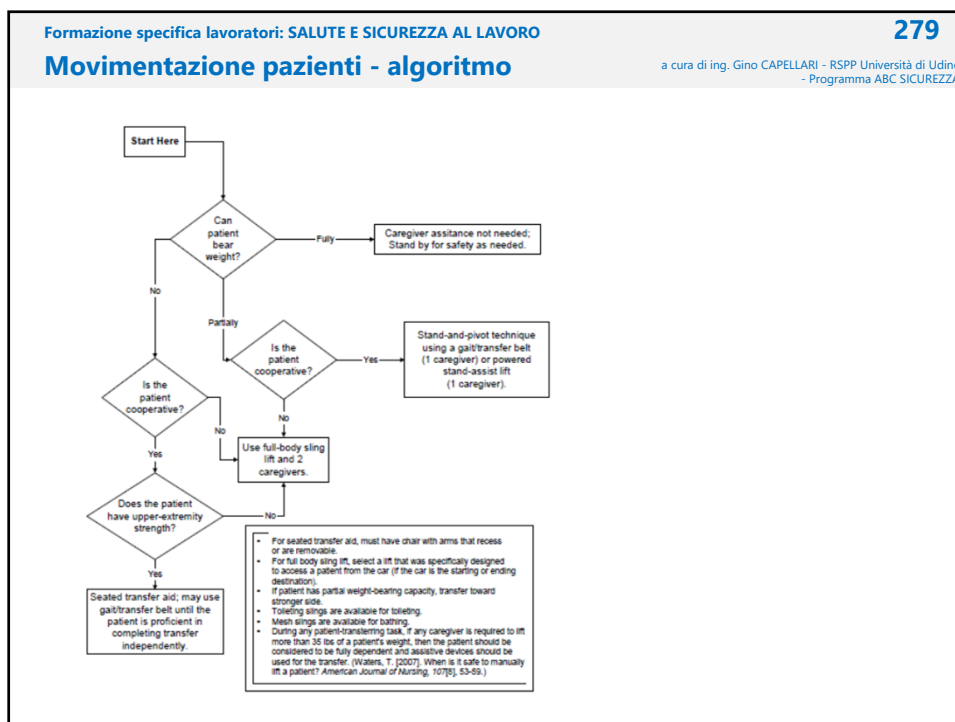 Formazione specifica lavoratori: SALUTE E SICUREZZA AL LAVORO
279
Movimentazione pazienti - algoritmo
a cura di ing. Gino CAPELLARI - RSPP Università di Udine
- Programma ABC SICUREZZA
Start Here
Can
patient
bear
weight?
Fully
Caregiver assitance not needed;
Stand by for safety as needed.
No
Partially
Is the
patient
cooperative?
Yes
Stand-and-pivot technique
using a gait/transfer belt
(1 caregiver) or powered
stand-assist lift
(1 caregiver).
Is the
patient
cooperative?
No
No
Use full-body sling
lift and 2
caregivers.
Yes
Does the patient
have upper-extremity
strength?
No
Yes
Seated transfer aid; may use
gait/transfer belt until the
patient is proficient in
completing transfer
independently.
• For seated transfer aid, must have chair with arms that recess
or are removable.
• For full body sling lift, select a lift that was specifically designed
to access a patient from the car (if the car is the starting or ending
destination).
• If patient has partial weight-bearing capacity, transfer toward
stronger side.
• Toileting slings are available for toileting.
• Mesh slings are available for bathing.
• During any patient-transferring task, if any caregiver is required to lift
more than 35 lbs of a patient's weight, then the patient should be
considered to be fully dependent and assistive devices should be
used for the transfer. (Waters, T. [2007]. When is it safe to manually
lift a patient? American Journal of Nursing, 107[8], 53-59.)